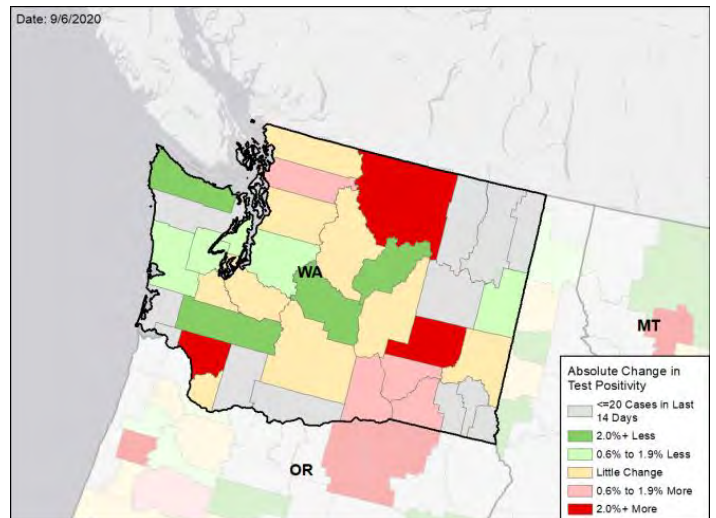 Date: 9/6/2020
WA
MT
OR
Absolute Change in
Test Positivity
<=20 Cases in Last
14 Days
2.0%+ Less
0.6% to 1.9% Less
Little Change
0.6% to 1.9% More
2.0%+ More